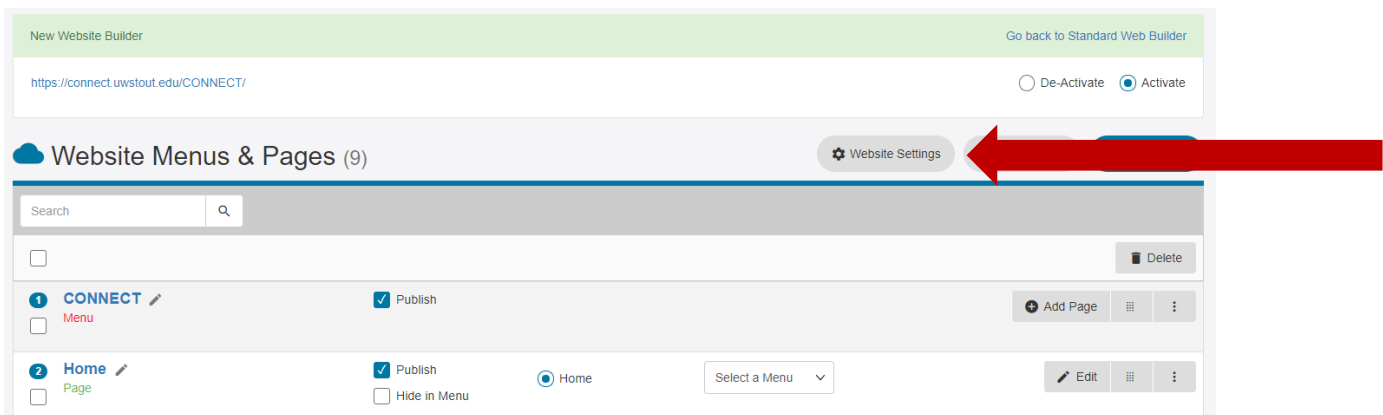 New Website Builder Go back to Standard Web Builder
https://connect.uwstout.edu/CONNECT/ De-Activate Activate
Website Menus & Pages (9) Website Settings
Search
Delete
1 CONNECT Publish Add Page
Menu
2 Home Publish Home Select a Menu Edit
Page Hide in Menu